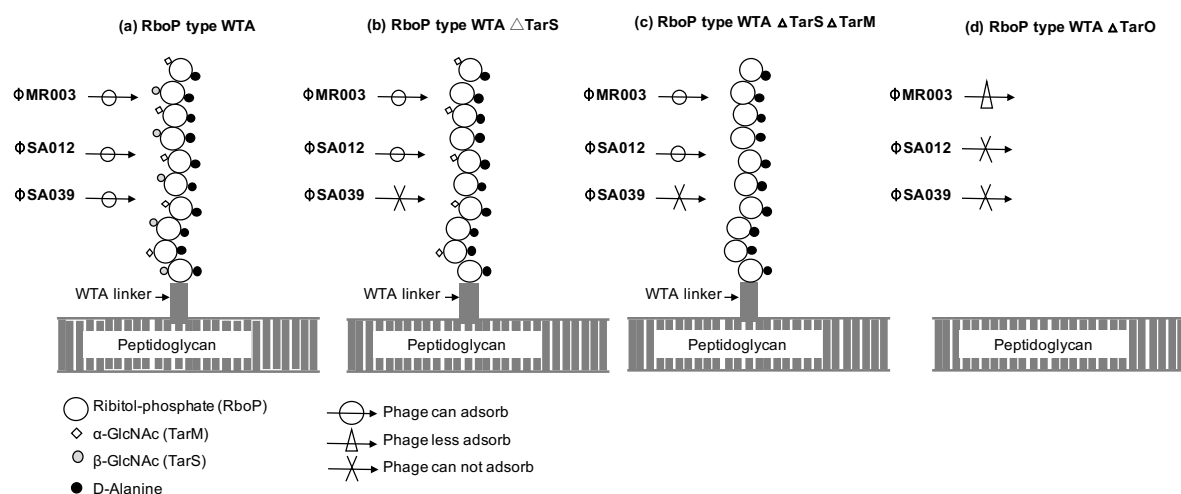 (a) RboP type WTA
(b) RboP type WTA △TarS
(c) RboP type WTA ΔTarS ΔTarM
(d) RboP type WTA ΔTarO
ΦMR003
ΦSA012
ΦSA039
WTA linker
Peptidoglycan
ΦMR003
ΦSA012
ΦSA039
Peptidoglycan
ΦMR003
ΦSA012
ΦSA039
WTA linker
Peptidoglycan
ΦMR003
ΦSA012
ΦSA039
Peptidoglycan
Ribitol-phosphate (RboP)
α-GlcNAc (TarM)
β-GlcNAc (TarS)
D-Alanine
Phage can adsorb
Phage less adsorb
Phage can not adsorb